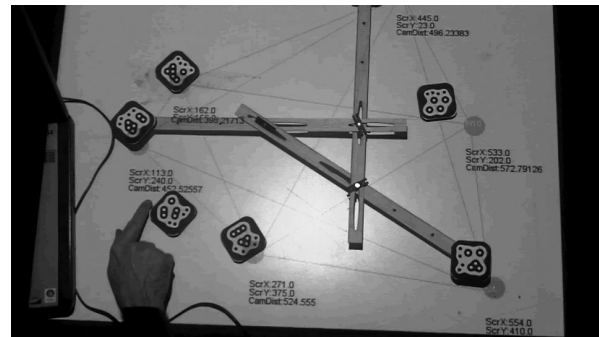 ScrX:445.0
ScrY:23.0
CamDist:496.23383
ScrX:162.0
ScrX:533.0
ScrY:202.0
CamDist:572.79126
ScrX:113.0
ScrY:240.0
CamDist:452.52557
ScrX:271.0
ScrY:375.0
CamDist:524.555
ScrX:554.0
ScrY:410.0